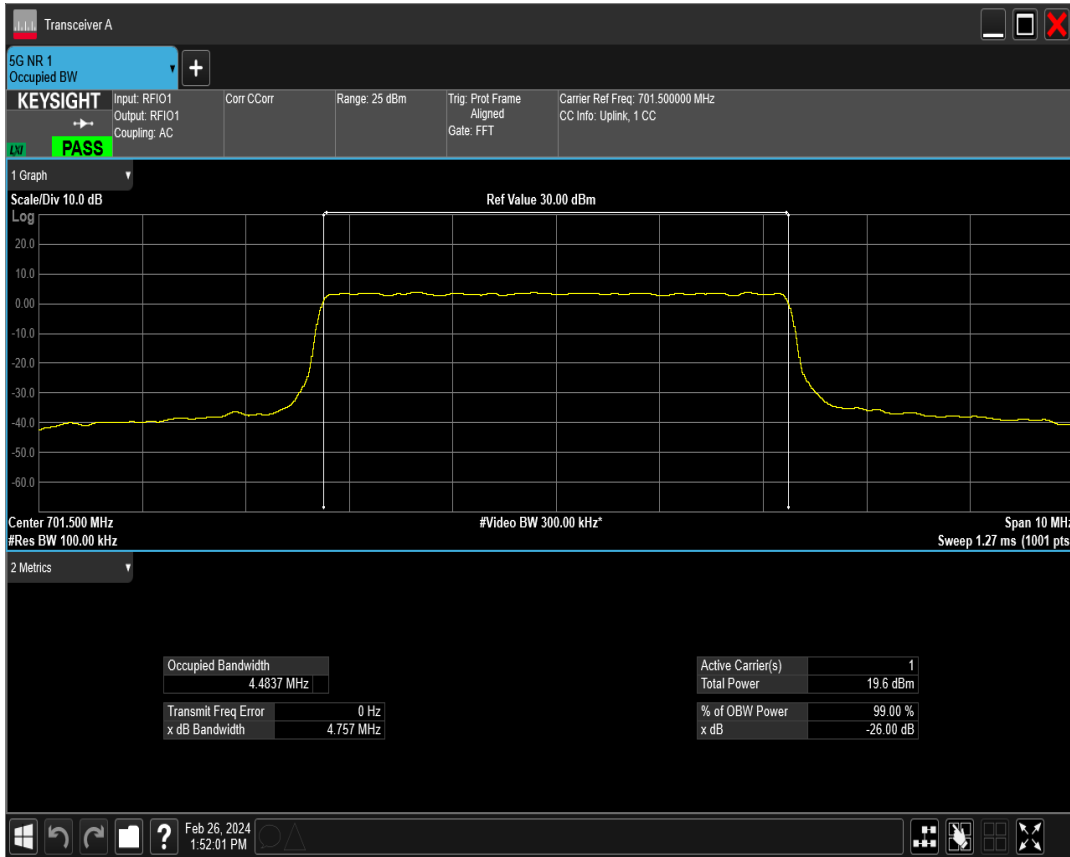 Transceiver A
5G NR 1
Occupied BW
KEYSIGHT
LXI
PASS
Input: RFIO1
Output: RFIO1
Coupling: AC
Corr CCorr
Range: 25 dBm
Trig: Prot Frame
Aligned
Gate: FFT
Carrier Ref Freq: 701.500000 MHz
CC Info: Uplink, 1 CC
1 Graph
Scale/Div 10.0 dB
Ref Value 30.00 dBm
Log
20.0
10.0
0.00
-10.0
-20.0
-30.0
-40.0
-50.0
-60.0
Center 701.500 MHz
#Video BW 300.00 kHz*
Span 10 MHz
#Res BW 100.00 kHz
Sweep 1.27 ms (1001 pts
2 Metrics
Occupied Bandwidth
4.4837 MHz
Transmit Freq Error 0 Hz
x dB Bandwidth 4.757 MHz
Active Carrier(s) 1
Total Power 19.6 dBm
% of OBW Power 99.00 %
x dB -26.00 dB
?
Feb 26, 2024
1:52:01 PM